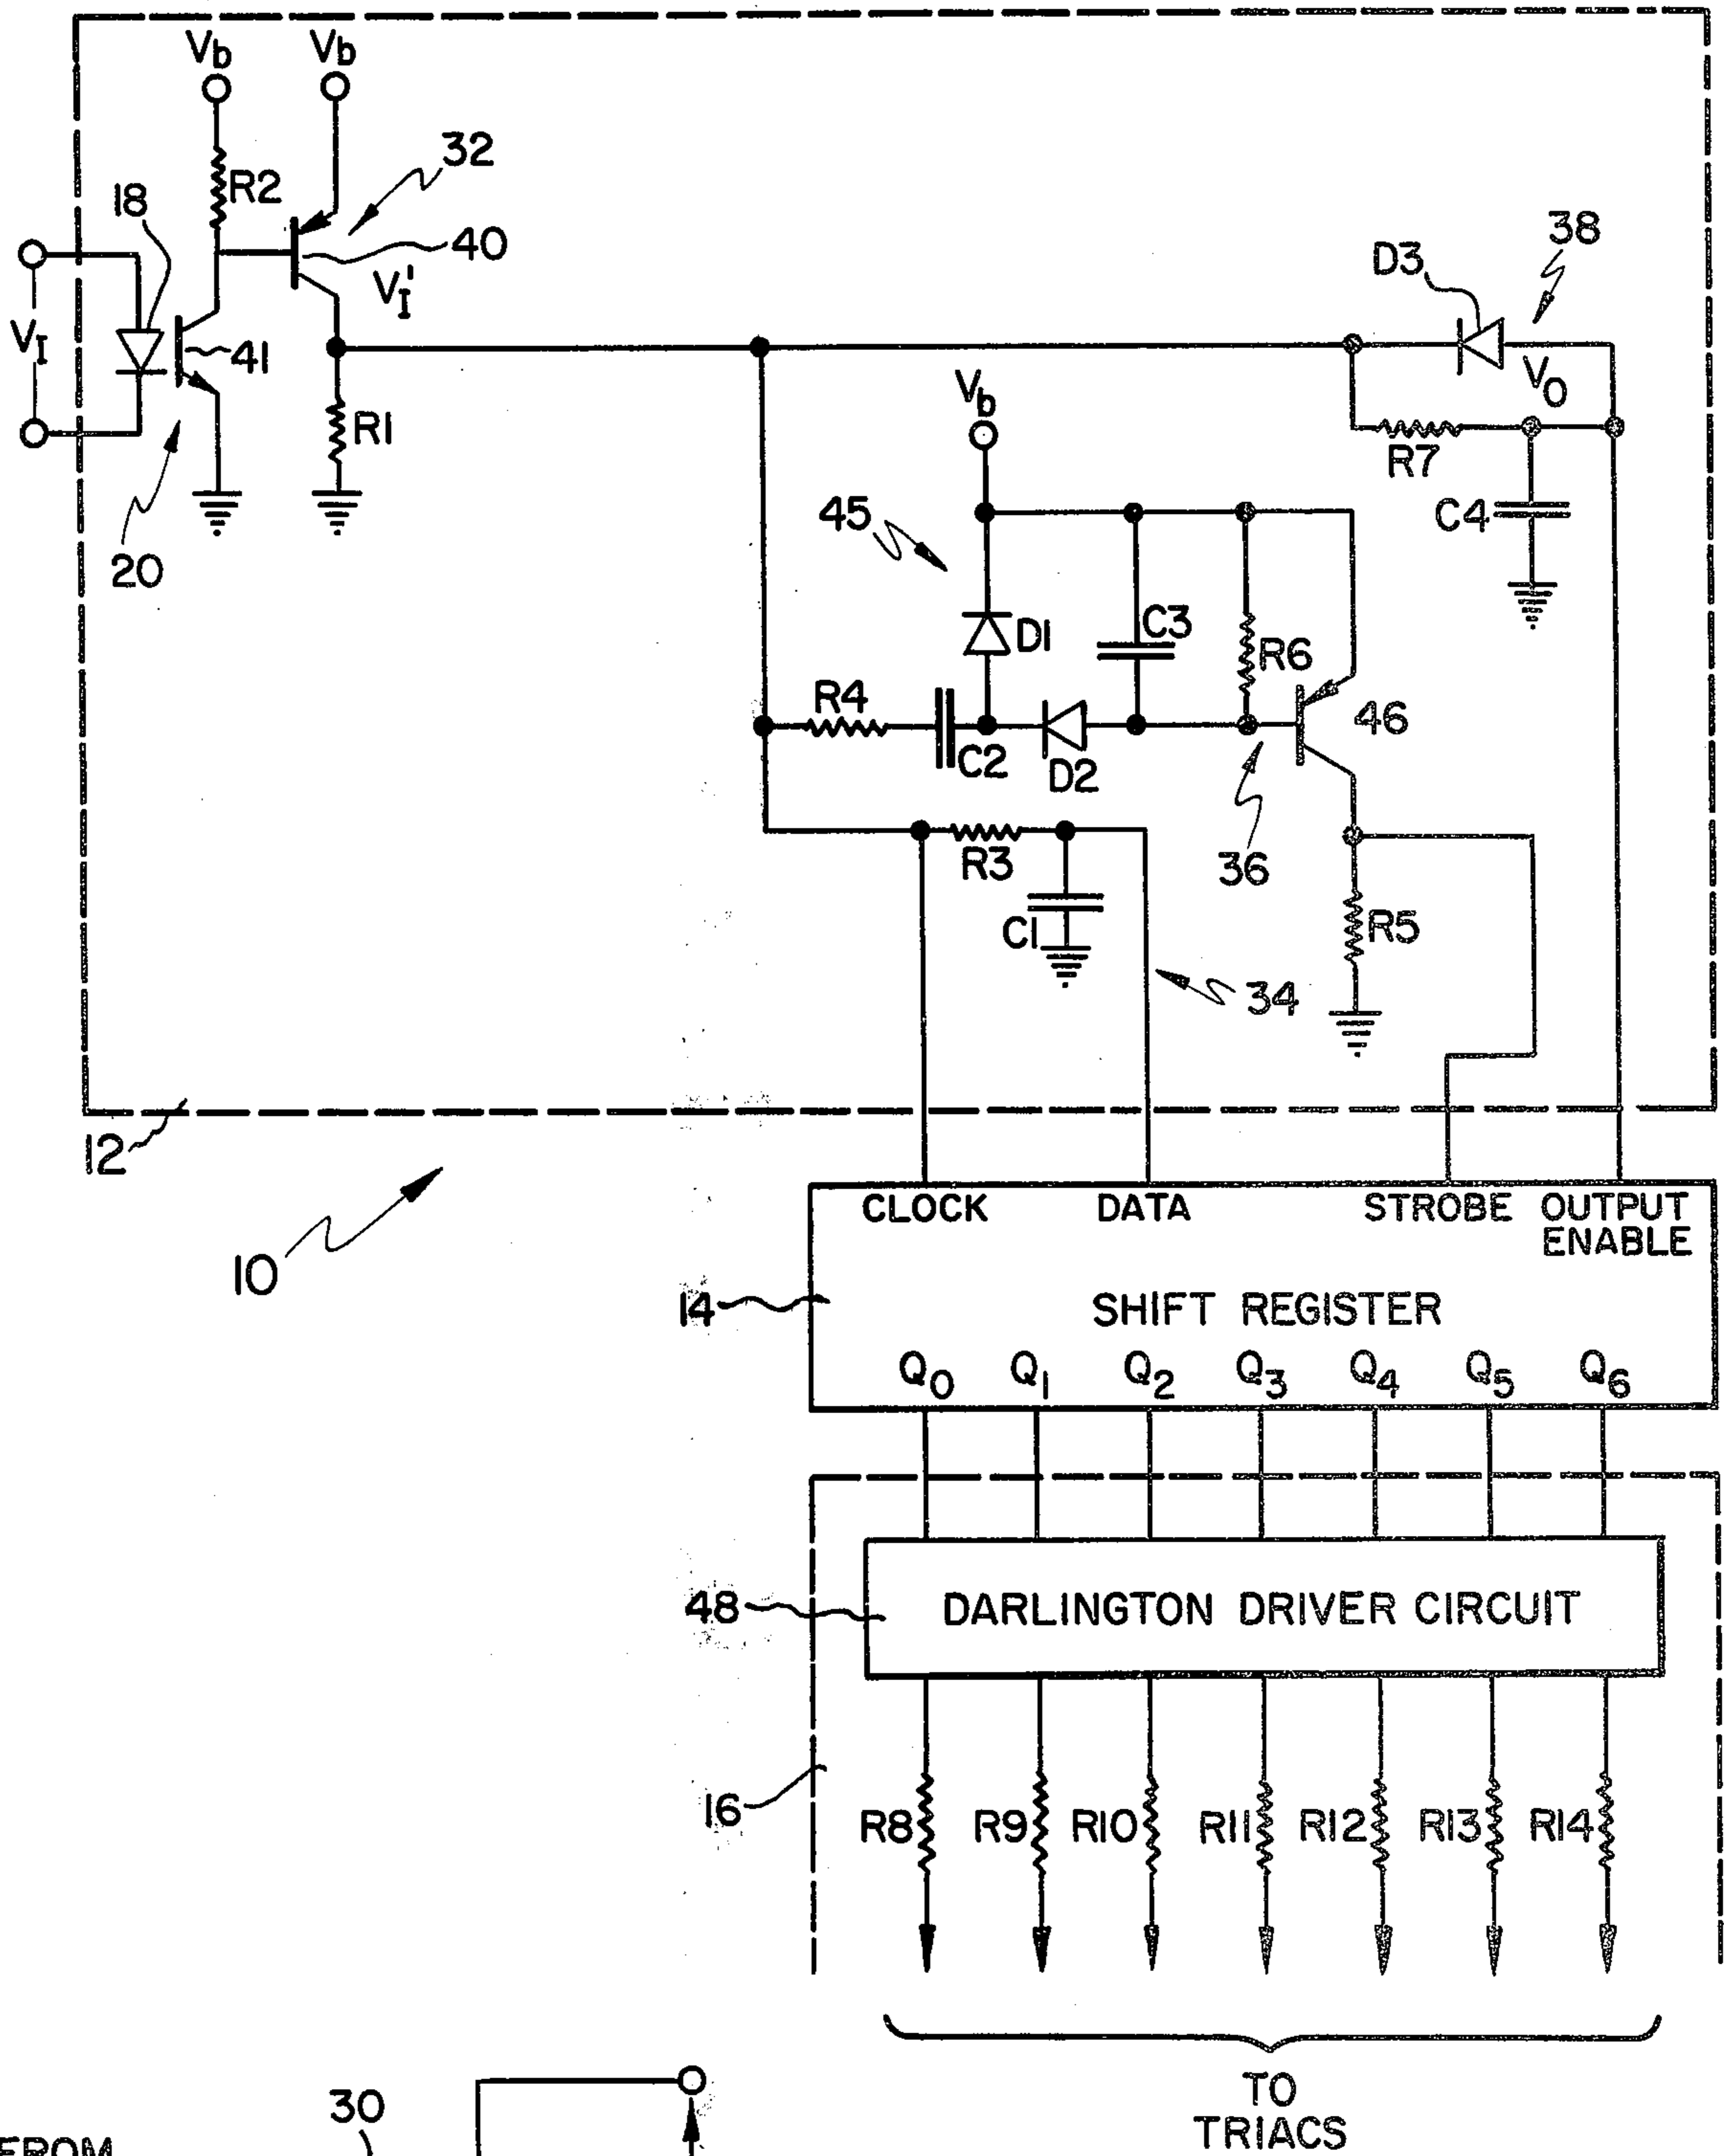 Vb
Vb
32
R2
18
40
38
D3
VI'
VI
41
VO
R1
Vb
R7
45
C4
20
D1
C3
R6
R4
46
C2
D2
R3
36
C1
R5
34
12
CLOCK DATA STROBE OUTPUT
ENABLE
10
14
SHIFT REGISTER
Q0 Q1 Q2 Q3 Q4 Q5 Q6
48
DARLINGTON DRIVER CIRCUIT
16
R8 R9 R10 R11 R12 R13 R14
TO
TRIACS
30
FROM